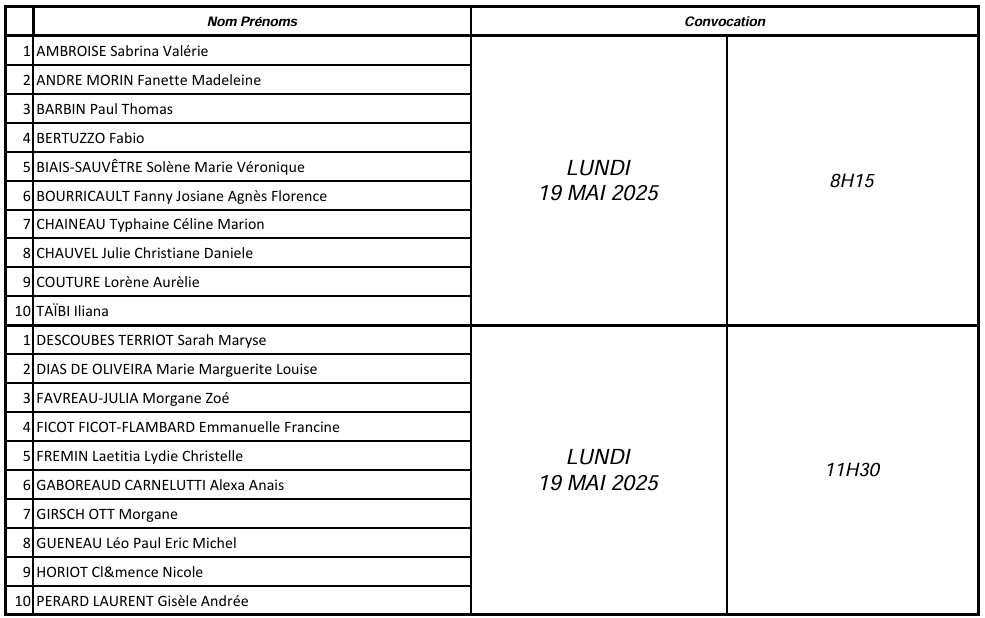 Nom Prénoms Convocation
1 AMBROISE Sabrina Valérie
2 ANDRE MORIN Fanette Madeleine
3 BARBIN Paul Thomas
4 BERTUZZO Fabio
5 BIAIS-SAUVÊTRE Solène Marie Véronique
6 BOURRICAULT Fanny Josiane Agnès Florence
7 CHAINEAU Typhaine Céline Marion
8 CHAUVEL Julie Christiane Daniele
9 COUTURE Lorène Aurèlie
10 TAÏBI Iliana
LUNDI
19 MAI 2025
8H15
1 DESCOUBES TERRIOT Sarah Maryse
2 DIAS DE OLIVEIRA Marie Marguerite Louise
3 FAVREAU-JULIA Morgane Zoé
4 FICOT FICOT-FLAMBARD Emmanuelle Francine
5 FREMIN Laetitia Lydie Christelle
6 GABOREAUD CARNELUTTI Alexa Anais
7 GIRSCH OTT Morgane
8 GUENEAU Léo Paul Eric Michel
9 HORIOT Cl&mence Nicole
10 PERARD LAURENT Gisèle Andrée
LUNDI
19 MAI 2025
11H30